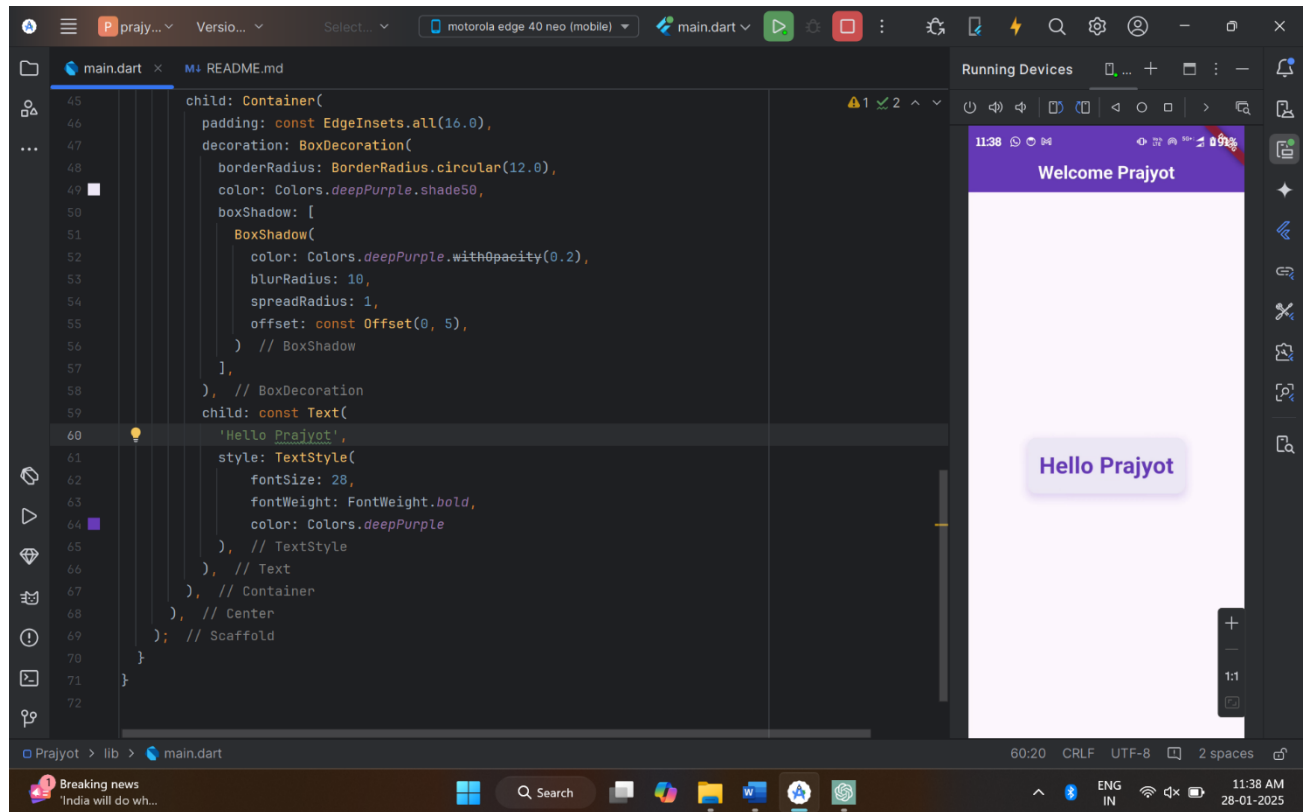 P prajy... Versio... Select... motorola edge 40 neo (mobile) main.dart
main.dart M↓ README.md
Running Devices
45 child: Container(
1 2
46 padding: const EdgeInsets.all(16.0),
47 decoration: BoxDecoration(
48 borderRadius: BorderRadius.circular(12.0),
49 color: Colors.deepPurple.shade50,
50 boxShadow: [
51 BoxShadow(
52 color: Colors.deepPurple.withOpacity(0.2),
53 blurRadius: 10,
54 spreadRadius: 1,
55 offset: const Offset(0, 5),
56 ) // BoxShadow
57 ],
58 ), // BoxDecoration
59 child: const Text(
60 'Hello Prajyot',
61 style: TextStyle(
62 fontSize: 28,
63 fontWeight: FontWeight.bold,
64 color: Colors.deepPurple
65 ), // TextStyle
66 ), // Text
67 ), // Container
68 ), // Center
69 ); // Scaffold
70 }
71 }
72
11:38 91%
Welcome Prajyot
Hello Prajyot
1:1
Prajyot > lib > main.dart
60:20 CRLF UTF-8 2 spaces
1
Breaking news
'India will do wh...
Search
ENG
IN
11:38 AM
28-01-2025